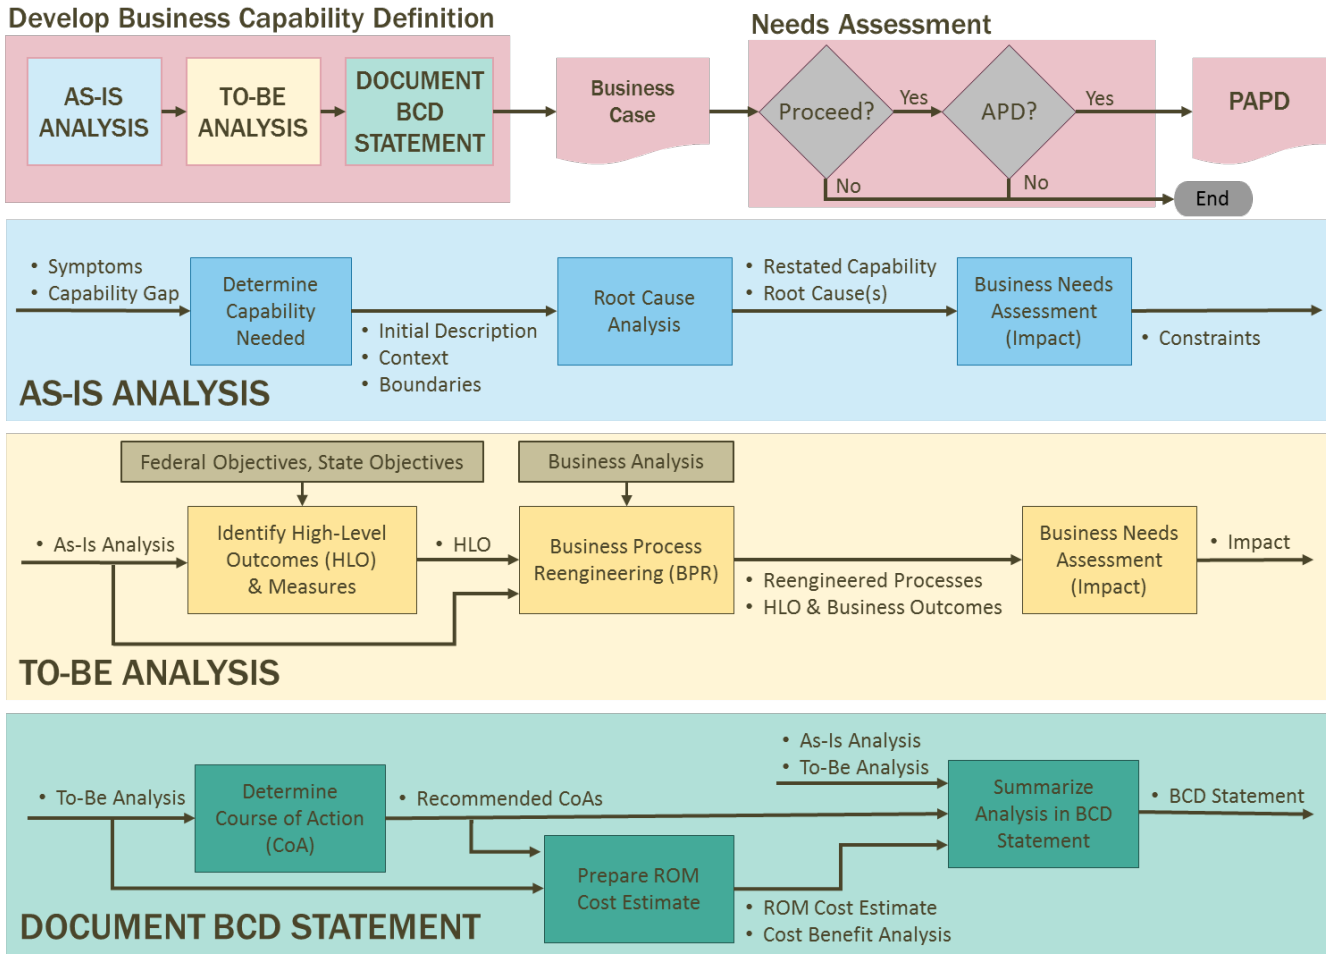 Develop Business Capability Definition
Needs Assessment
AS-IS
ANALYSIS
TO-BE
ANALYSIS
DOCUMENT
BCD
STATEMENT
Business
Case
Proceed?
Yes
APD?
Yes
PAPD
No
No
End
• Symptoms
• Capability Gap
Determine
Capability
Needed
• Initial Description
• Context
• Boundaries
Root Cause
Analysis
• Restated Capability
• Root Cause(s)
Business Needs
Assessment
(Impact)
• Constraints
AS-IS ANALYSIS
Federal Objectives, State Objectives
Business Analysis
• As-Is Analysis
Identify High-Level
Outcomes (HLO)
& Measures
• HLO
Business Process
Reengineering (BPR)
• Reengineered Processes
• HLO & Business Outcomes
Business Needs
Assessment
(Impact)
• Impact
TO-BE ANALYSIS
• To-Be Analysis
Determine
Course of Action
(CoA)
• Recommended CoAs
Prepare ROM
Cost Estimate
• ROM Cost Estimate
• Cost Benefit Analysis
• As-Is Analysis
• To-Be Analysis
Summarize
Analysis in BCD
Statement
• BCD Statement
DOCUMENT BCD STATEMENT